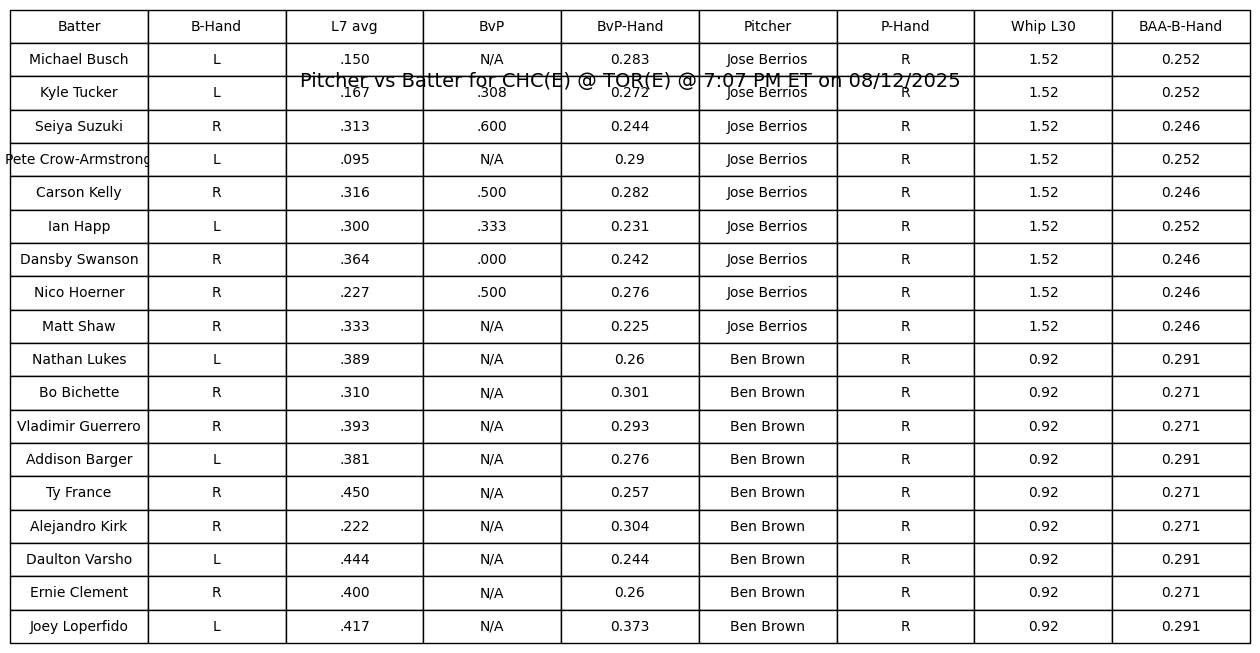 Batter B-Hand L7 avg BvP BvP-Hand Pitcher P-Hand Whip L30 BAA-B-Hand
Michael Busch L .150 N/A 0.283 Jose Berrios R 1.52 0.252
Pitcher vs Batter for CHC(E) @ TOR(E) @ 7:07 PM ET on 08/12/2025
Kyle Tucker L .167 .308 0.272 Jose Berrios R 1.52 0.252
Seiya Suzuki R .313 .600 0.244 Jose Berrios R 1.52 0.246
Pete Crow-Armstrong L .095 N/A 0.29 Jose Berrios R 1.52 0.252
Carson Kelly R .316 .500 0.282 Jose Berrios R 1.52 0.246
Ian Happ L .300 .333 0.231 Jose Berrios R 1.52 0.252
Dansby Swanson R .364 .000 0.242 Jose Berrios R 1.52 0.246
Nico Hoerner R .227 .500 0.276 Jose Berrios R 1.52 0.246
Matt Shaw R .333 N/A 0.225 Jose Berrios R 1.52 0.246
Nathan Lukes L .389 N/A 0.26 Ben Brown R 0.92 0.291
Bo Bichette R .310 N/A 0.301 Ben Brown R 0.92 0.271
Vladimir Guerrero R .393 N/A 0.293 Ben Brown R 0.92 0.271
Addison Barger L .381 N/A 0.276 Ben Brown R 0.92 0.291
Ty France R .450 N/A 0.257 Ben Brown R 0.92 0.271
Alejandro Kirk R .222 N/A 0.304 Ben Brown R 0.92 0.271
Daulton Varsho L .444 N/A 0.244 Ben Brown R 0.92 0.291
Ernie Clement R .400 N/A 0.26 Ben Brown R 0.92 0.271
Joey Loperfido L .417 N/A 0.373 Ben Brown R 0.92 0.291